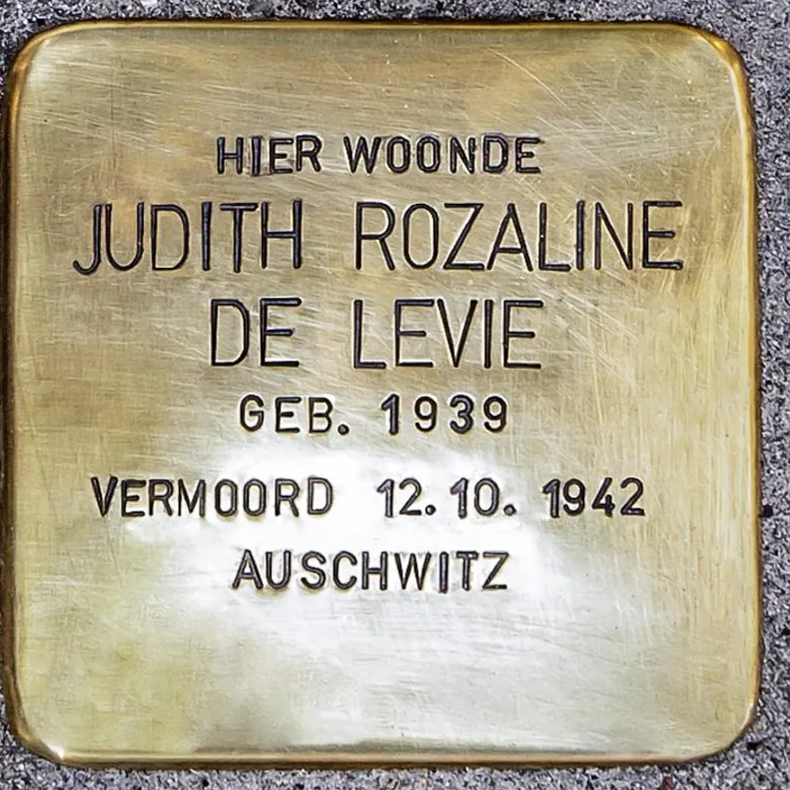 HIER WOONDE
JUDITH ROZALINE
DE LEVIE
GEB. 1939
VERMOORD 12.10.1942
AUSCHWITZ